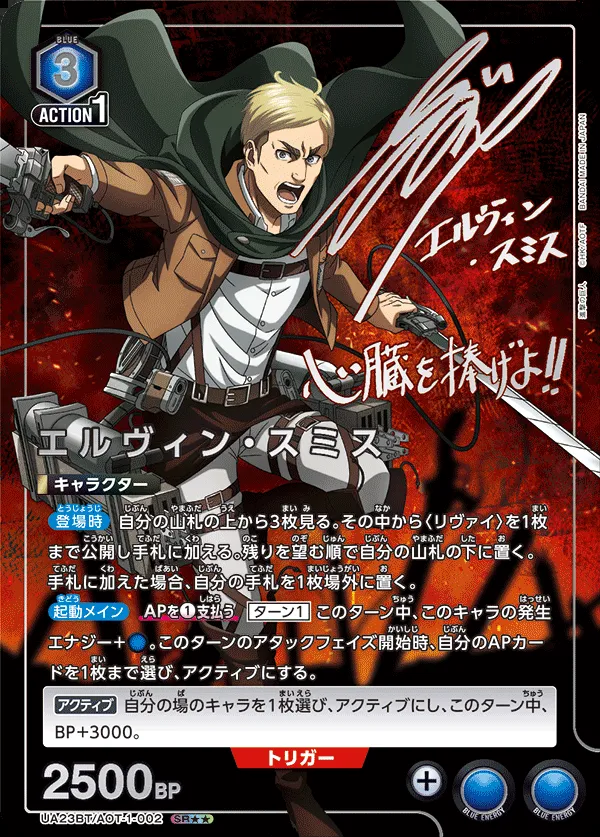 BLUE
3
ACTION1
エルヴィン
・スミス
心臓を捧げよ!!
進撃の巨人 ©HK/AOTF BANDAI MADE IN JAPAN
エルヴィン・スミス
キャラクター
登場時 自分の山札の上から3枚見る。その中から〈リヴァイ〉を1枚
まで公開し手札に加える。残りを望む順で自分の山札の下に置く。
手札に加えた場合、自分の手札を1枚場外に置く。
起動メイン APを1支払う ターン1 このターン中、このキャラの発生
エナジー+。このターンのアタックフェイズ開始時、自分のAPカー
ドを1枚まで選び、アクティブにする。
アクティブ 自分の場のキャラを1枚選び、アクティブにし、このターン中、
BP+3000。
トリガー
2500BP
+
BLUE ENERGY
BLUE ENERGY
UA23BT/AOT-1-002 SR★★